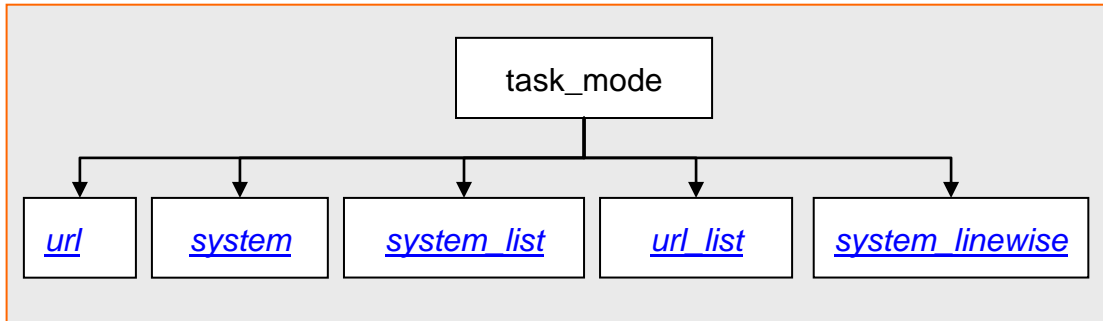 task_mode
url
system
system_list
url_list
system_linewise